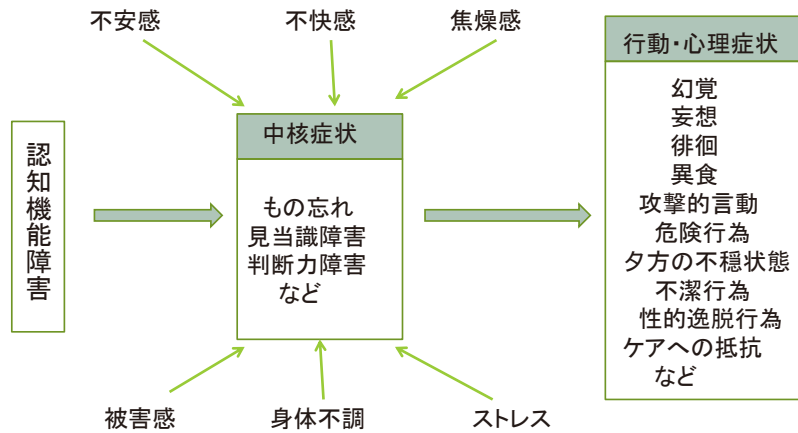 不安感
不快感
焦燥感
認知機能障害
中核症状
もの忘れ
見当識障害
判断力障害
など
行動・心理症状
幻覚
妄想
徘徊
異食
攻撃的言動
危険行為
夕方の不穏状態
不潔行為
性的逸脱行為
ケアへの抵抗
など
被害感
身体不調
ストレス